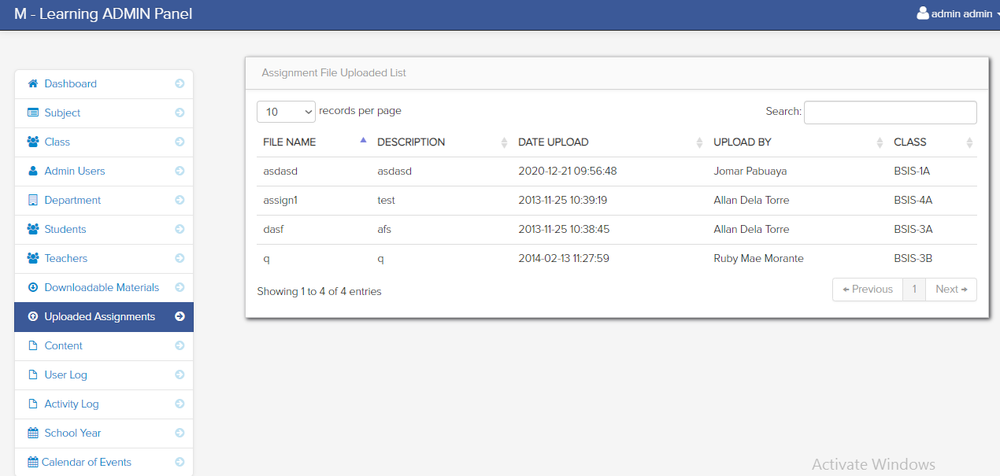 M - Learning ADMIN Panel
admin admin
Dashboard
Subject
Class
Admin Users
Department
Students
Teachers
Downloadable Materials
Uploaded Assignments
Content
User Log
Activity Log
School Year
Calendar of Events
Assignment File Uploaded List
10 records per page Search:
FILE NAME DESCRIPTION DATE UPLOAD UPLOAD BY CLASS
asdasd asdasd 2020-12-21 09:56:48 Jomar Pabuaya BSIS-1A
assign1 test 2013-11-25 10:39:19 Allan Dela Torre BSIS-4A
dasf afs 2013-11-25 10:38:45 Allan Dela Torre BSIS-3A
q q 2014-02-13 11:27:59 Ruby Mae Morante BSIS-3B
Showing 1 to 4 of 4 entries
← Previous 1 Next →
Activate Windows